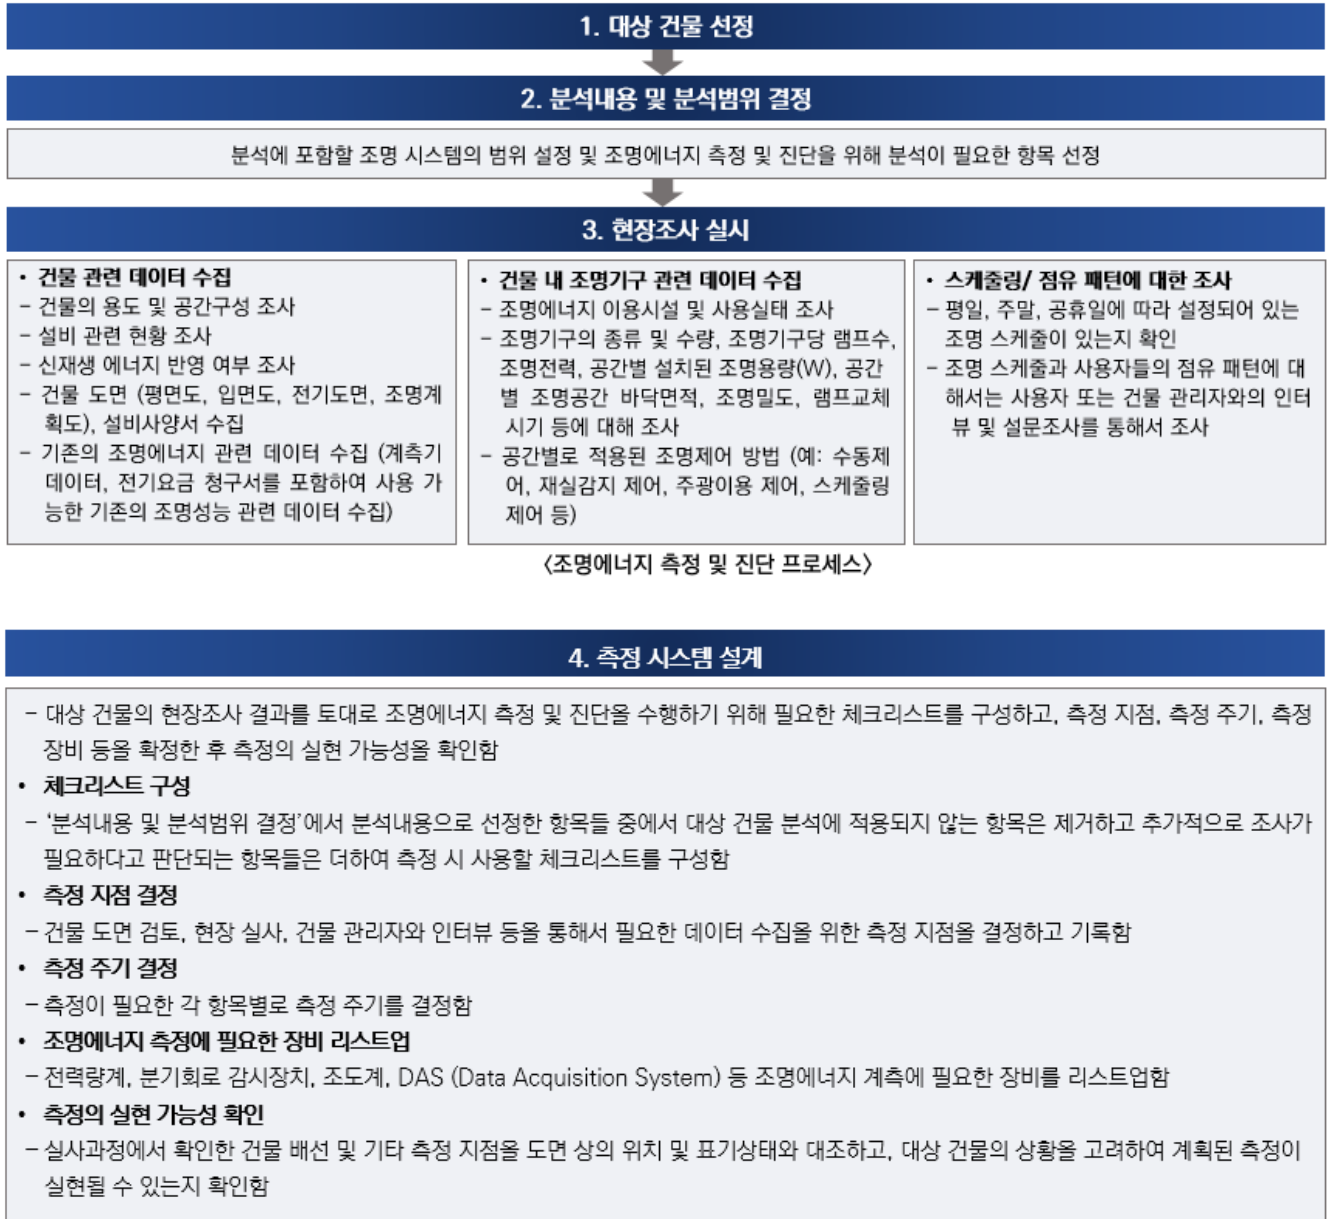 1. 대상 건물 선정
2. 분석내용 및 분석범위 결정
분석에 포함할 조명 시스템의 범위 설정 및 조명에너지 측정 및 진단을 위해 분석이 필요한 항목 선정
3. 현장조사 실시
• 건물 관련 데이터 수집
– 건물의 용도 및 공간구성 조사
– 설비 관련 현황 조사
– 신재생 에너지 반영 여부 조사
– 건물 도면 (평면도, 입면도, 전기도면, 조명계
획도), 설비사양서 수집
– 기존의 조명에너지 관련 데이터 수집 (계측기
데이터, 전기요금 청구서를 포함하여 사용 가
능한 기존의 조명성능 관련 데이터 수집)
• 건물 내 조명기구 관련 데이터 수집
– 조명에너지 이용시설 및 사용실태 조사
– 조명기구의 종류 및 수량, 조명기구당 램프수,
조명전력, 공간별 설치된 조명용량(W), 공간
별 조명공간 바닥면적, 조명밀도, 램프교체
시기 등에 대해 조사
– 공간별로 적용된 조명제어 방법 (예: 수동제
어, 재실감지 제어, 주광이용 제어, 스케줄링
제어 등)
• 스케줄링/ 점유 패턴에 대한 조사
– 평일, 주말, 공휴일에 따라 설정되어 있는
조명 스케줄이 있는지 확인
– 조명 스케줄과 사용자들의 점유 패턴에 대
해서는 사용자 또는 건물 관리자와의 인터
뷰 및 설문조사를 통해서 조사
〈조명에너지 측정 및 진단 프로세스〉
4. 측정 시스템 설계
– 대상 건물의 현장조사 결과를 토대로 조명에너지 측정 및 진단을 수행하기 위해 필요한 체크리스트를 구성하고, 측정 지점, 측정 주기, 측정
장비 등을 확정한 후 측정의 실현 가능성을 확인함
• 체크리스트 구성
– ‘분석내용 및 분석범위 결정’에서 분석내용으로 선정한 항목들 중에서 대상 건물 분석에 적용되지 않는 항목은 제거하고 추가적으로 조사가
필요하다고 판단되는 항목들은 더하여 측정 시 사용할 체크리스트를 구성함
• 측정 지점 결정
– 건물 도면 검토, 현장 실사, 건물 관리자와 인터뷰 등을 통해서 필요한 데이터 수집을 위한 측정 지점을 결정하고 기록함
• 측정 주기 결정
– 측정이 필요한 각 항목별로 측정 주기를 결정함
• 조명에너지 측정에 필요한 장비 리스트업
– 전력량계, 분기회로 감시장치, 조도계, DAS (Data Acquisition System) 등 조명에너지 계측에 필요한 장비를 리스트업함
• 측정의 실현 가능성 확인
– 실사과정에서 확인한 건물 배선 및 기타 측정 지점을 도면 상의 위치 및 표기상태와 대조하고, 대상 건물의 상황을 고려하여 계획된 측정이
실현될 수 있는지 확인함